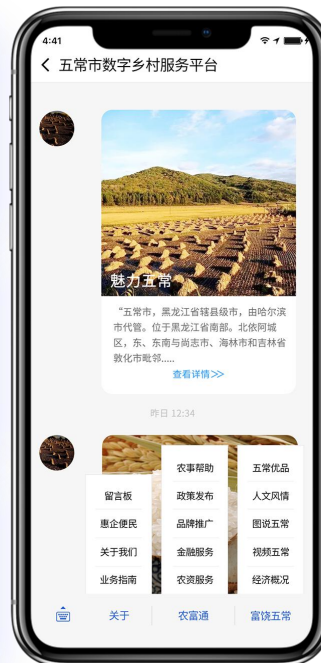 4:41
五常市数字乡村服务平台
魅力五常
“五常市，黑龙江省辖县级市，由哈尔滨
市代管。位于黑龙江省南部。北依阿城
区，东、东南与尚志市、海林市和吉林省
敦化市毗邻.....
查看详情>>
昨日 12:34
留言板
惠企便民
关于我们
业务指南
农事帮助
政策发布
品牌推广
金融服务
农资服务
五常优品
人文风情
图说五常
视频五常
经济概况
关于
农富通
富饶五常